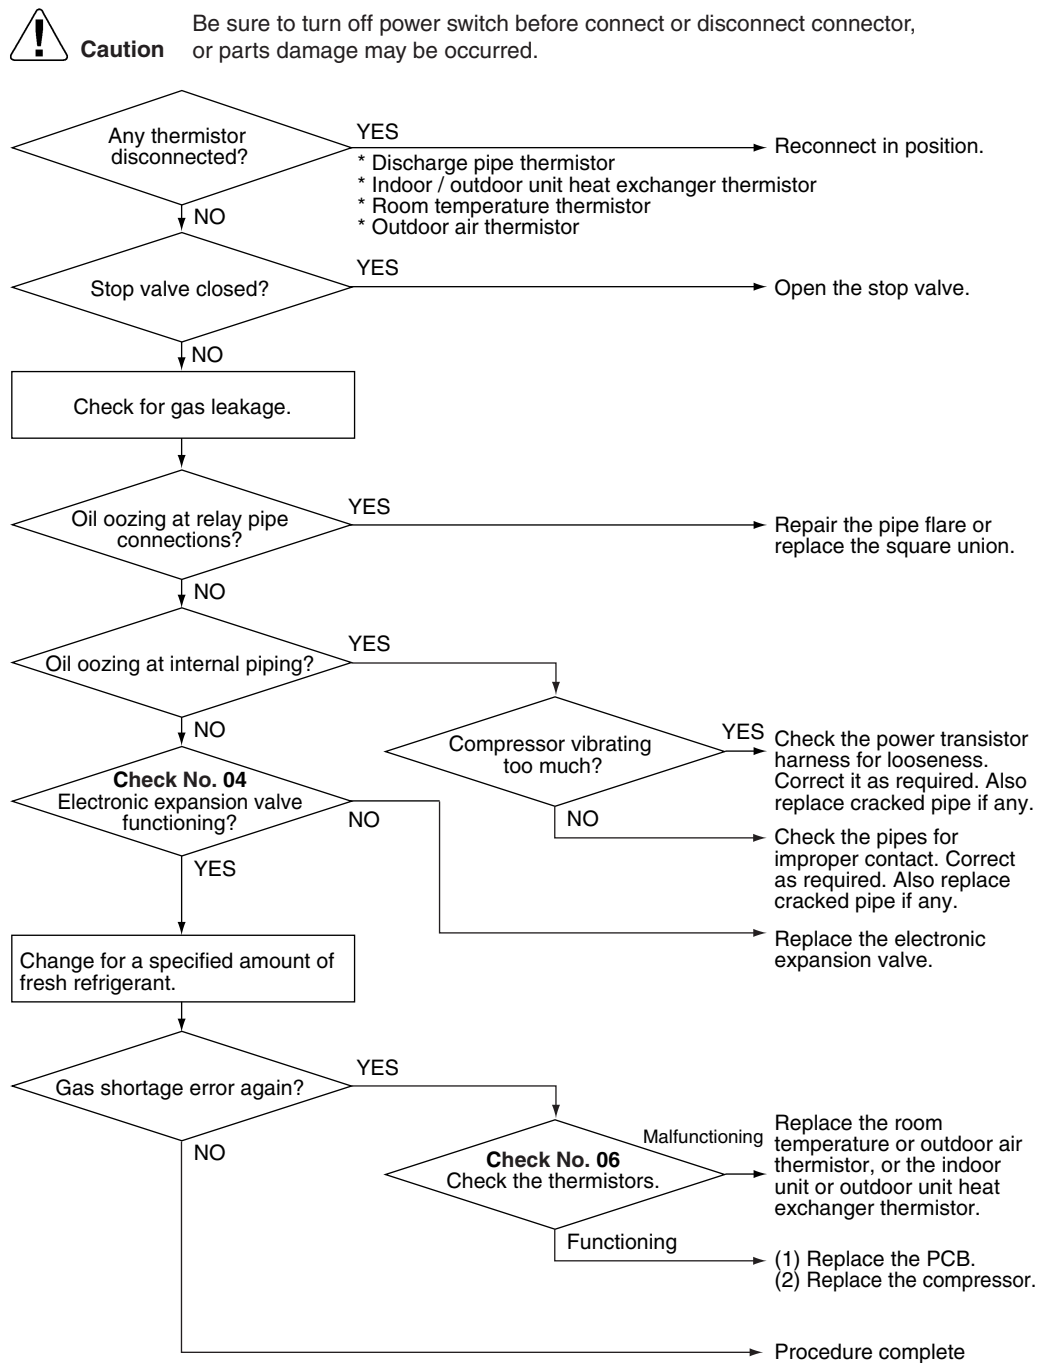 Caution
Be sure to turn off power switch before connect or disconnect connector,
or parts damage may be occurred.
Any thermistor
disconnected?
YES
* Discharge pipe thermistor
* Indoor / outdoor unit heat exchanger thermistor
* Room temperature thermistor
* Outdoor air thermistor
Reconnect in position.
NO
Stop valve closed?
YES
Open the stop valve.
NO
Check for gas leakage.
Oil oozing at relay pipe
connections?
YES
Repair the pipe flare or
replace the square union.
NO
Oil oozing at internal piping?
YES
Compressor vibrating
too much?
YES
Check the power transistor
harness for looseness.
Correct it as required. Also
replace cracked pipe if any.
NO
Check the pipes for
improper contact. Correct
as required. Also replace
cracked pipe if any.
NO
Check No. 04
Electronic expansion valve
functioning?
NO
Replace the electronic
expansion valve.
YES
Change for a specified amount of
fresh refrigerant.
Gas shortage error again?
YES
Check No. 06
Check the thermistors.
Malfunctioning
Replace the room
temperature or outdoor air
thermistor, or the indoor
unit or outdoor unit heat
exchanger thermistor.
Functioning
(1) Replace the PCB.
(2) Replace the compressor.
NO
Procedure complete